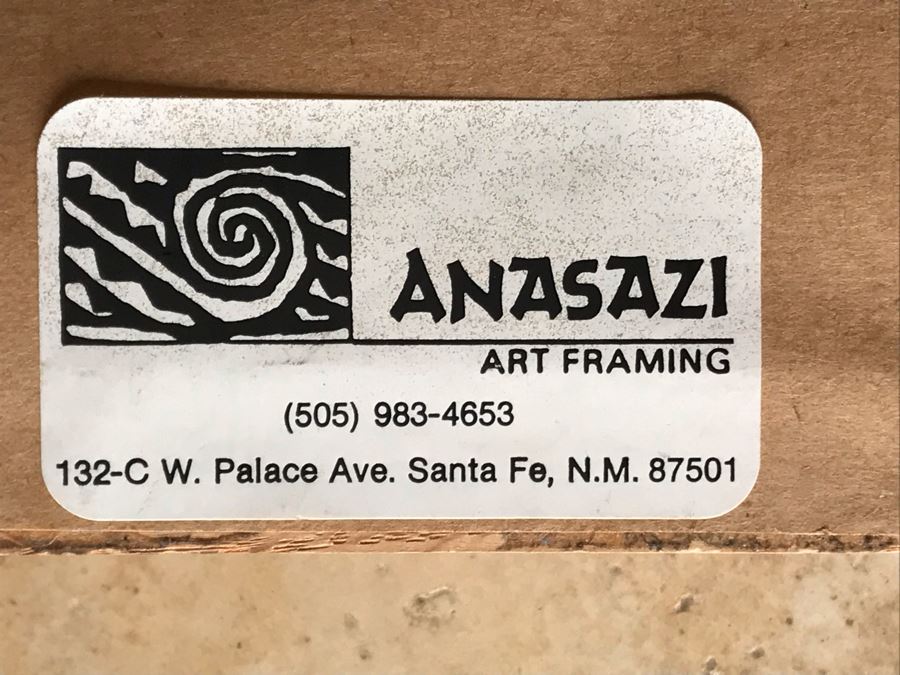 ANASAZI
ART FRAMING
(505) 983-4653
132-C W. Palace Ave. Santa Fe, N.M. 87501